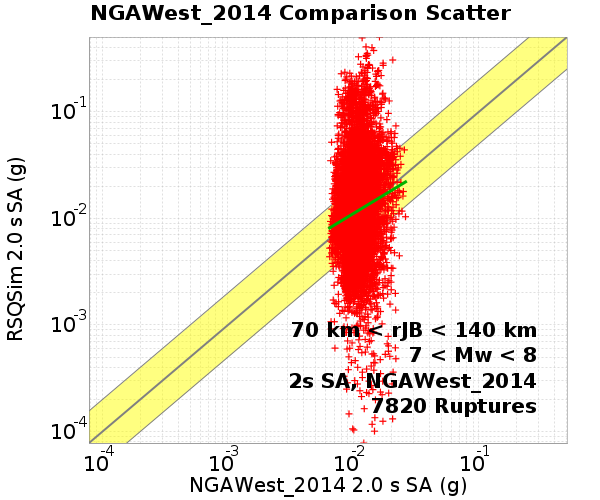 NGAWest_2014 Comparison Scatter
RSQSim 2.0 s SA (g)
10-1
10-2
10-3
10-4
70 km < rJB < 140 km
7 < Mw < 8
2s SA, NGAWest_2014
7820 Ruptures
10-4 10-3 10-2 10-1
NGAWest_2014 2.0 s SA (g)